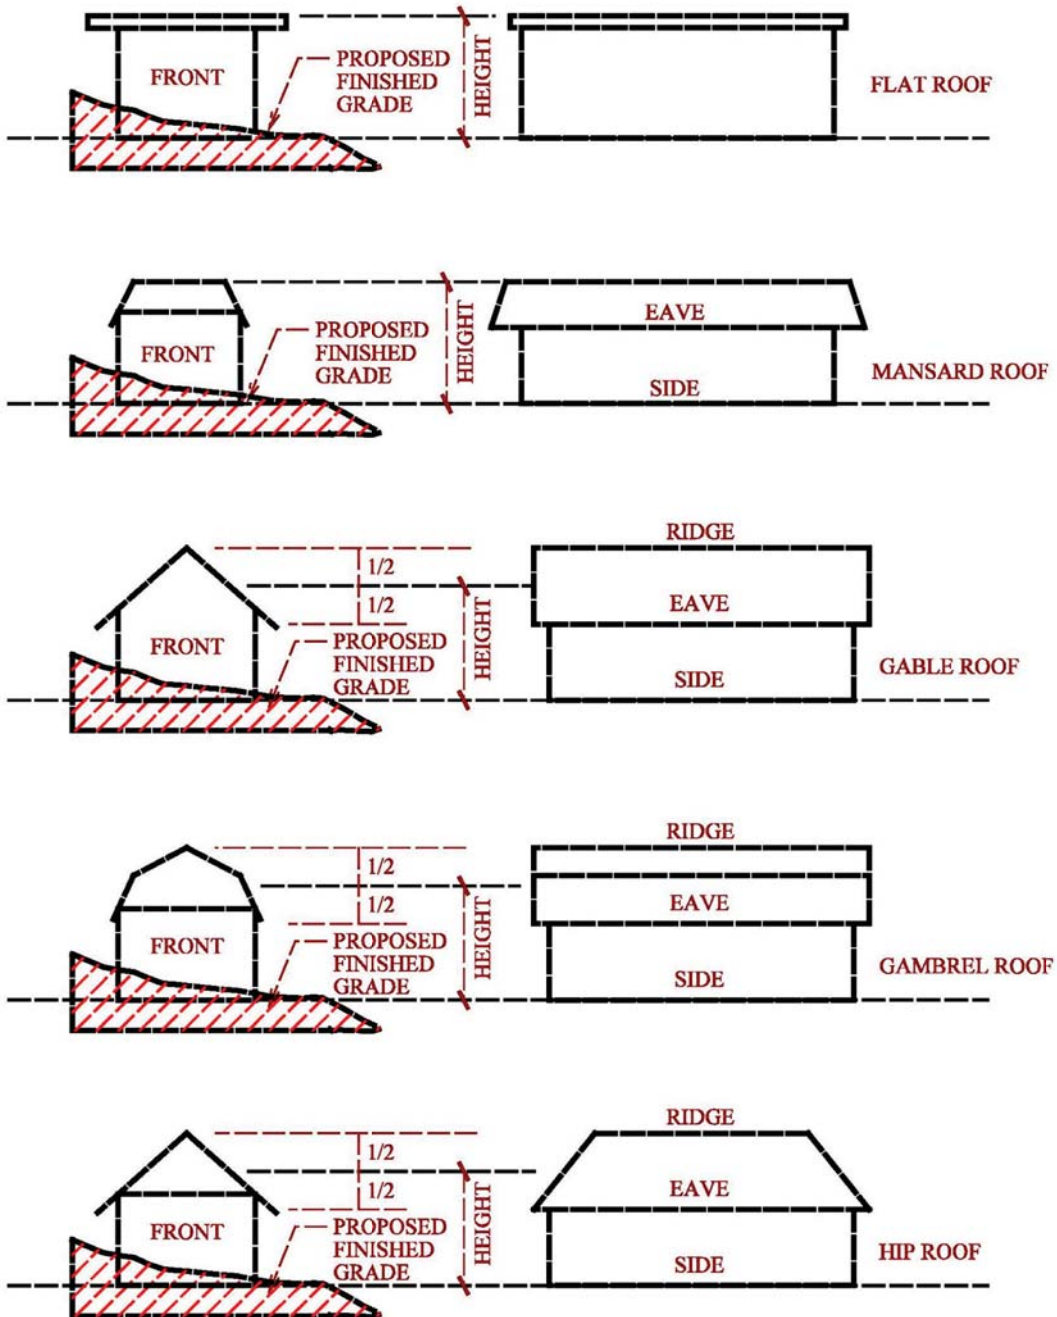 FRONT
PROPOSED
FINISHED
GRADE
HEIGHT
FLAT ROOF
FRONT
PROPOSED
FINISHED
GRADE
HEIGHT
EAVE
SIDE
MANSARD ROOF
RIDGE
1/2
1/2
EAVE
FRONT
PROPOSED
FINISHED
GRADE
HEIGHT
SIDE
GABLE ROOF
RIDGE
1/2
1/2
EAVE
FRONT
PROPOSED
FINISHED
GRADE
HEIGHT
SIDE
GAMBREL ROOF
RIDGE
1/2
1/2
EAVE
FRONT
PROPOSED
FINISHED
GRADE
HEIGHT
SIDE
HIP ROOF